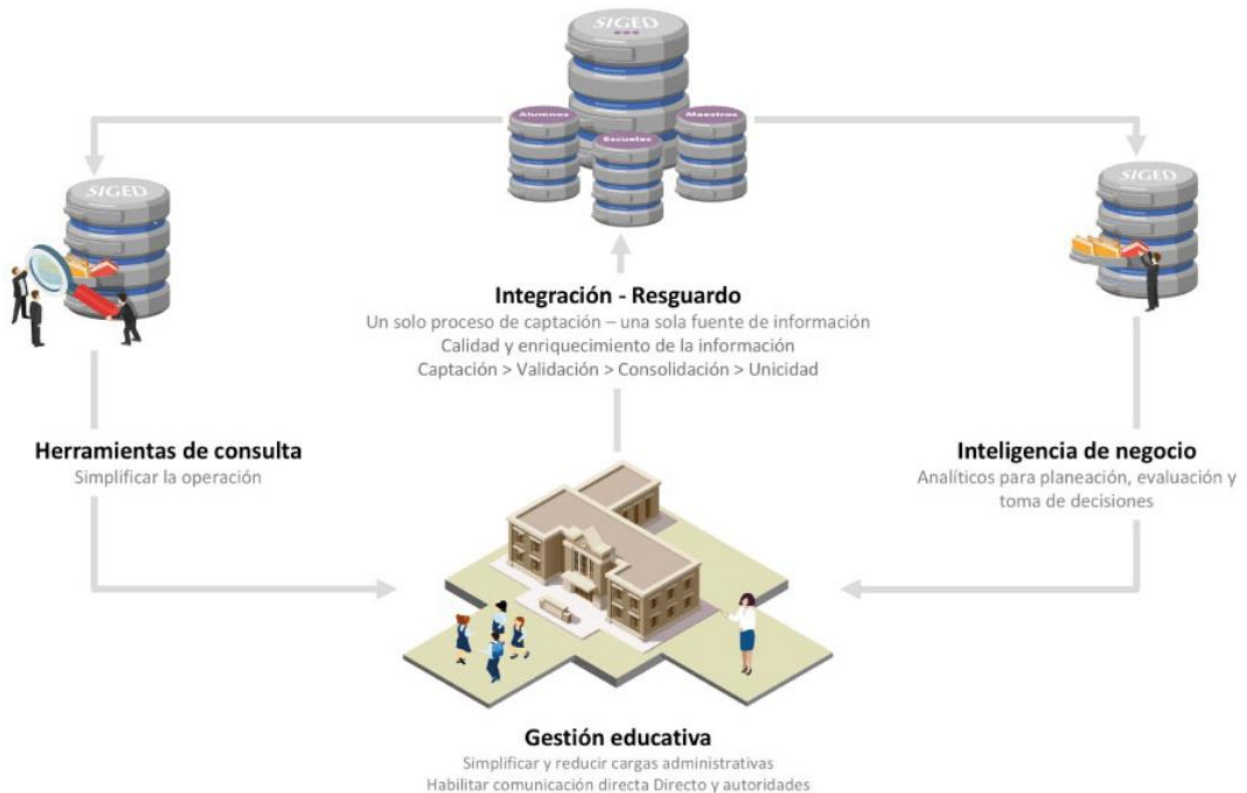 SIGED
Alumnos
Maestros
Escuelas
SIGED
SIGED
Integración - Resguardo
Un solo proceso de captación – una sola fuente de información
Calidad y enriquecimiento de la información
Captación > Validación > Consolidación > Unicidad
Herramientas de consulta
Simplificar la operación
Inteligencia de negocio
Analíticos para planeación, evaluación y
toma de decisiones
Gestión educativa
Simplificar y reducir cargas administrativas
Habilitar comunicación directa Directo y autoridades